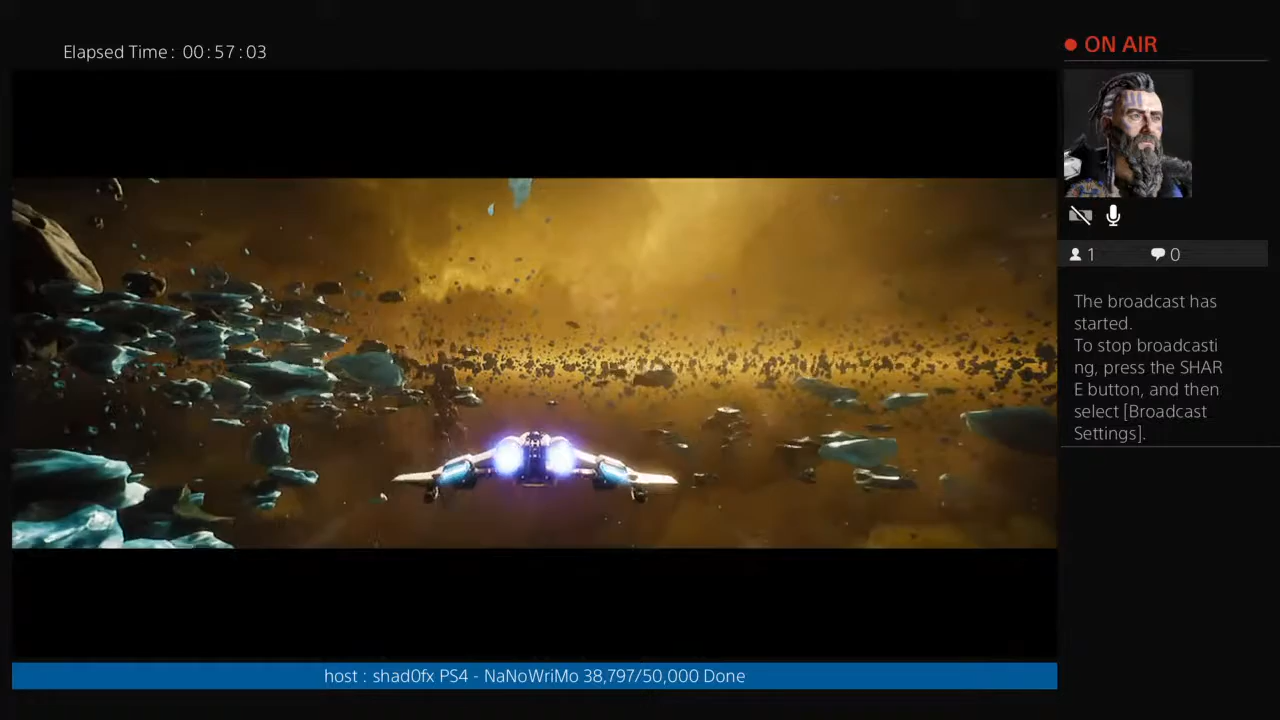 Elapsed Time: 00:57:03
ON AIR
1
0
The broadcast has
started.
To stop broadcasti
ng, press the SHAR
E button, and then
select [Broadcast
Settings].
host : shad0fx PS4 - NaNoWriMo 38,797/50,000 Done